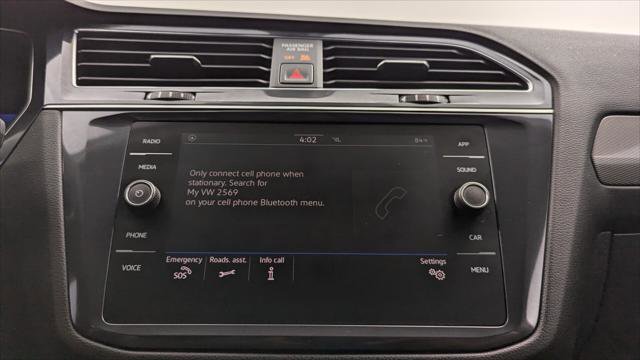 PASSENGER
AIR BAG
OFF
RADIO
MEDIA
PHONE
VOICE
4:02
84
Only connect cell phone when
stationary. Search for
My VW 2569
on your cell phone Bluetooth menu.
Emergency
SOS
Roads. asst.
Info call
Settings
APP
SOUND
CAR
MENU